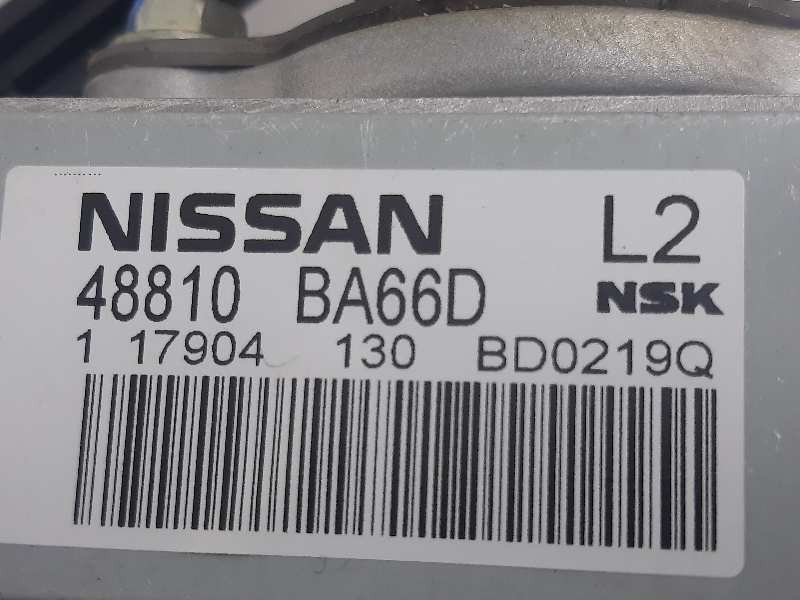 NISSAN L2
48810 BA66D NSK
1 17904 130 BD0219Q